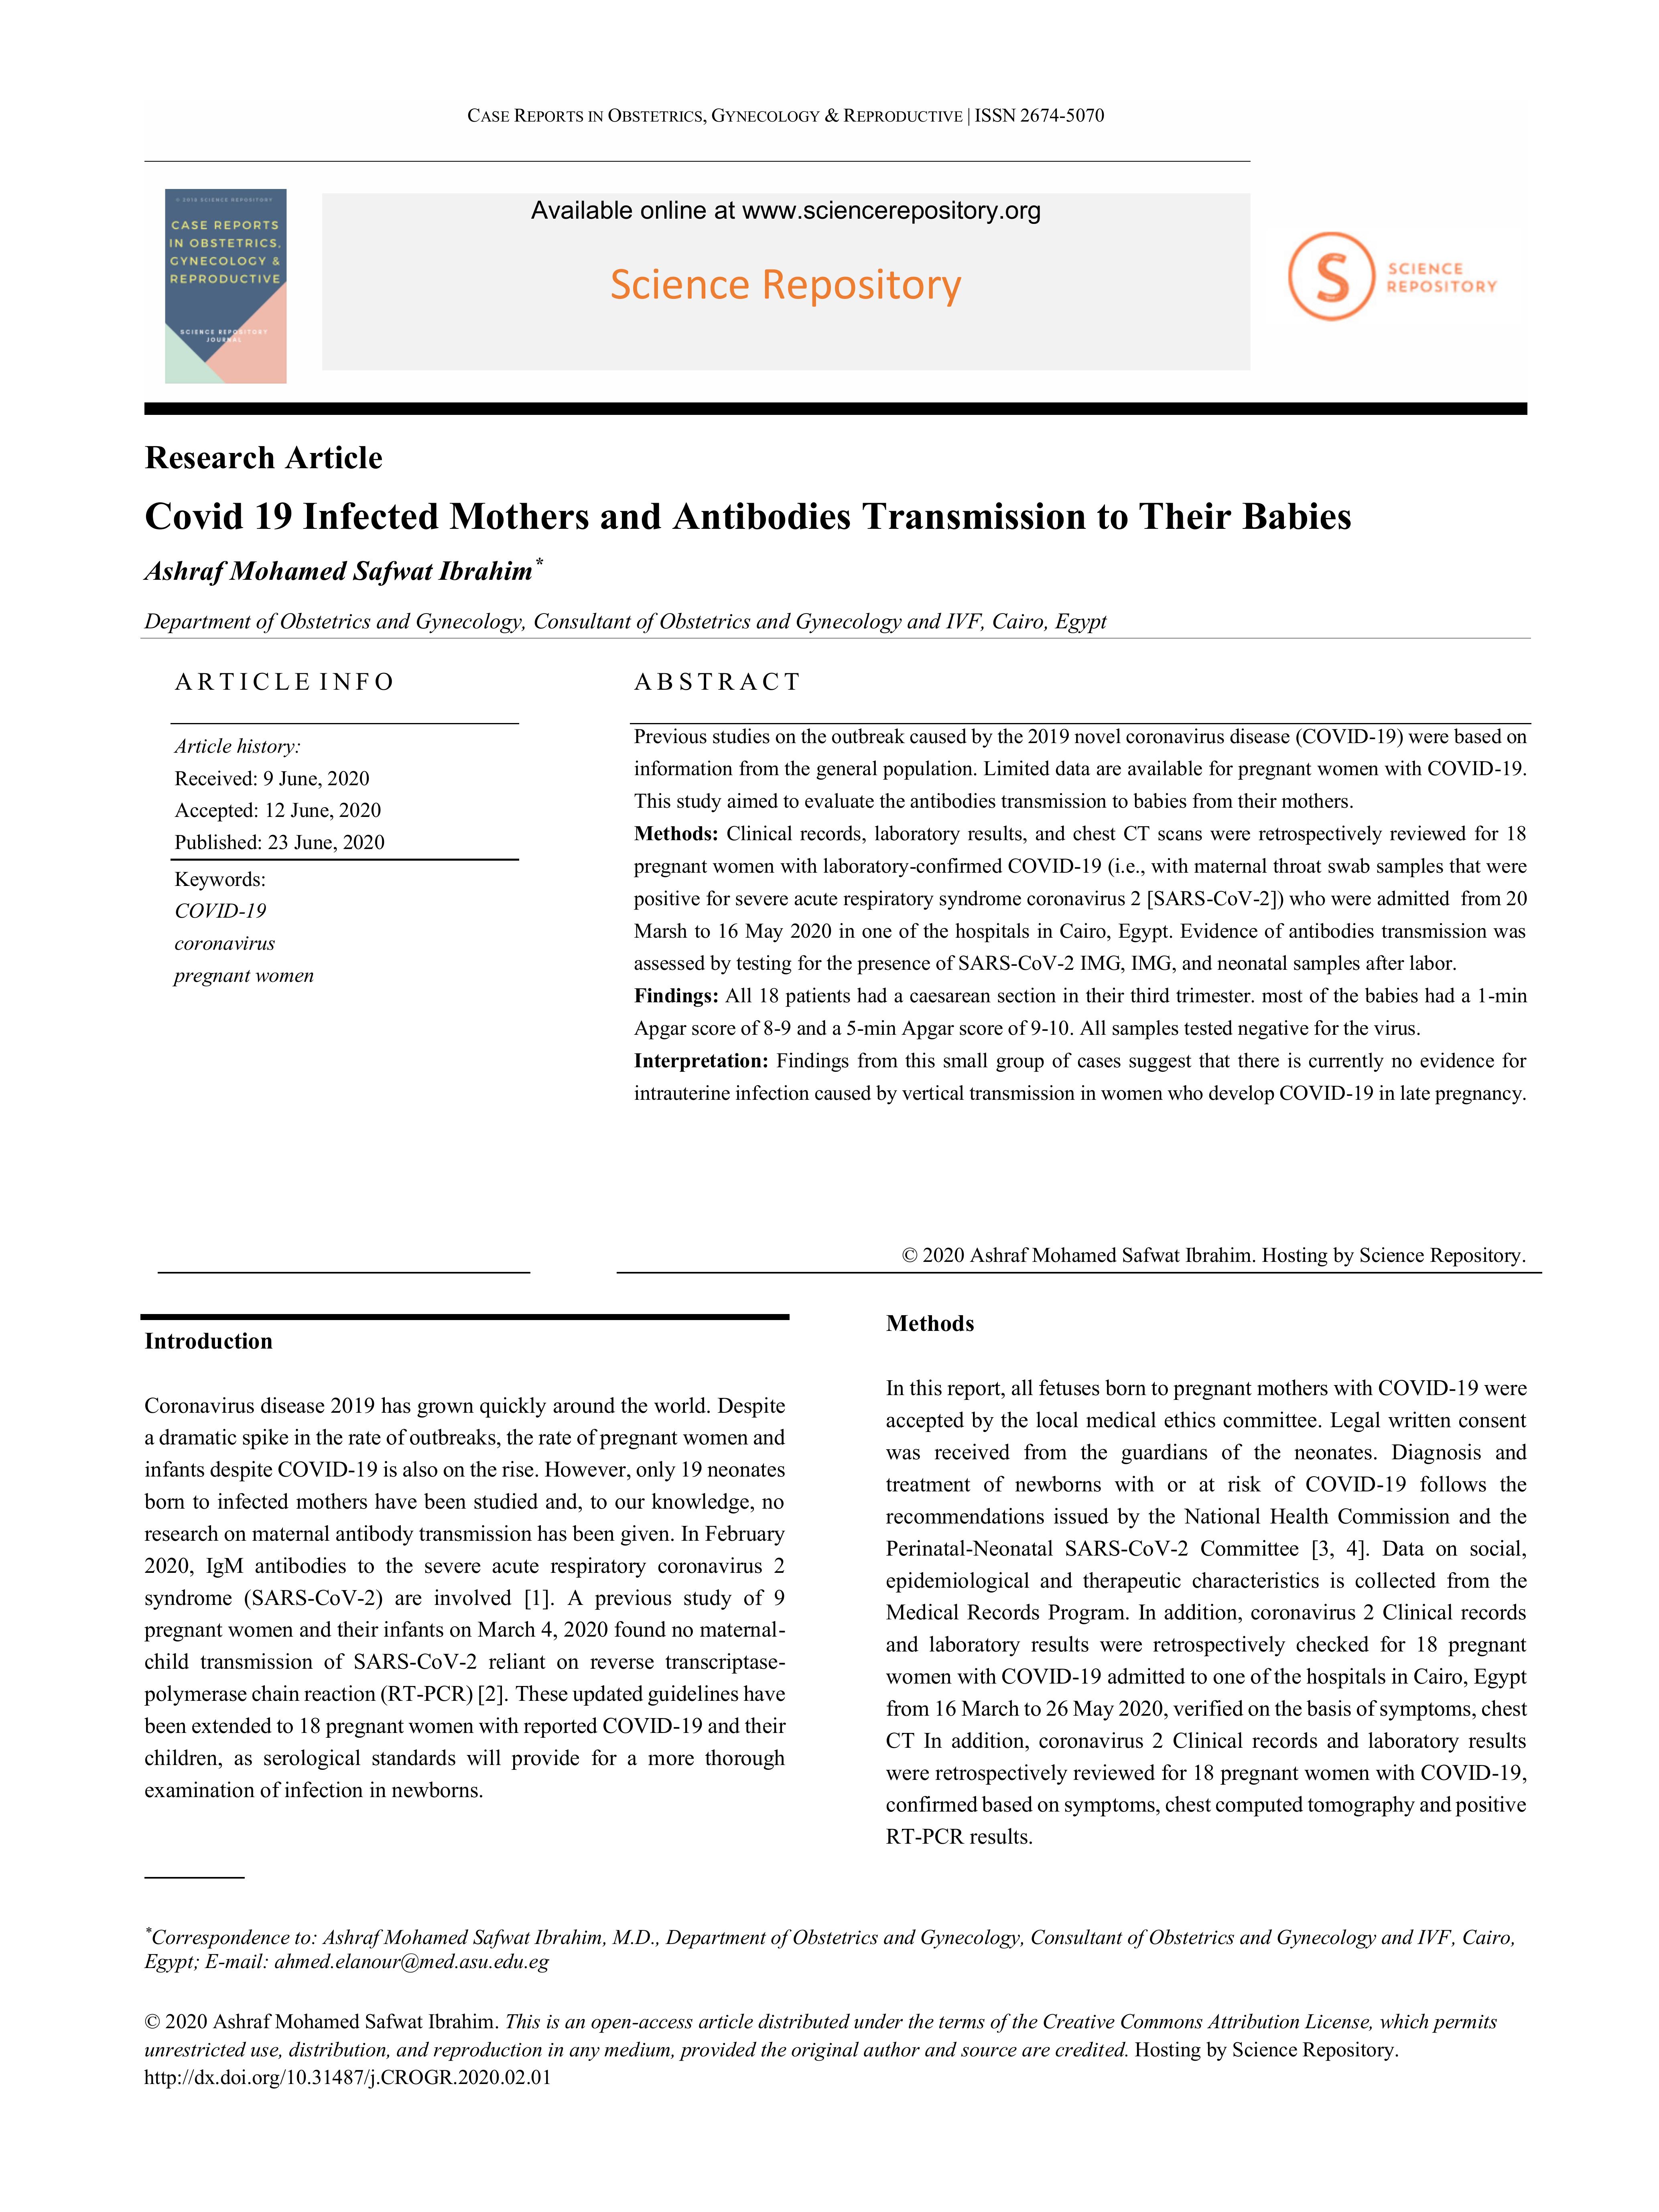 CASE REPORTS IN OBSTETRICS, GYNECOLOGY & REPRODUCTIVE | ISSN 2674-5070
© 2018 SCIENCE REPOSITORY
CASE REPORTS
IN OBSTETRICS,
GYNECOLOGY &
REPRODUCTIVE
SCIENCE REPOSITORY
JOURNAL
Available online at www.sciencerepository.org
Science Repository
S
SCIENCE
REPOSITORY
Research Article
Covid 19 Infected Mothers and Antibodies Transmission to Their Babies
Ashraf Mohamed Safwat Ibrahim*
Department of Obstetrics and Gynecology, Consultant of Obstetrics and Gynecology and IVF, Cairo, Egypt
ARTICLE INFO
Article history:
Received: 9 June, 2020
Accepted: 12 June, 2020
Published: 23 June, 2020
Keywords:
COVID-19
coronavirus
pregnant women
ABSTRACT
Previous studies on the outbreak caused by the 2019 novel coronavirus disease (COVID-19) were based on
information from the general population. Limited data are available for pregnant women with COVID-19.
This study aimed to evaluate the antibodies transmission to babies from their mothers.
Methods: Clinical records, laboratory results, and chest CT scans were retrospectively reviewed for 18
pregnant women with laboratory-confirmed COVID-19 (i.e., with maternal throat swab samples that were
positive for severe acute respiratory syndrome coronavirus 2 [SARS-CoV-2]) who were admitted from 20
Marsh to 16 May 2020 in one of the hospitals in Cairo, Egypt. Evidence of antibodies transmission was
assessed by testing for the presence of SARS-CoV-2 IMG, IMG, and neonatal samples after labor.
Findings: All 18 patients had a caesarean section in their third trimester. most of the babies had a 1-min
Apgar score of 8-9 and a 5-min Apgar score of 9-10. All samples tested negative for the virus.
Interpretation: Findings from this small group of cases suggest that there is currently no evidence for
intrauterine infection caused by vertical transmission in women who develop COVID-19 in late pregnancy.
© 2020 Ashraf Mohamed Safwat Ibrahim. Hosting by Science Repository.
Introduction
Coronavirus disease 2019 has grown quickly around the world. Despite
a dramatic spike in the rate of outbreaks, the rate of pregnant women and
infants despite COVID-19 is also on the rise. However, only 19 neonates
born to infected mothers have been studied and, to our knowledge, no
research on maternal antibody transmission has been given. In February
2020, IgM antibodies to the severe acute respiratory coronavirus 2
syndrome (SARS-CoV-2) are involved [1]. A previous study of 9
pregnant women and their infants on March 4, 2020 found no maternal-
child transmission of SARS-CoV-2 reliant on reverse transcriptase-
polymerase chain reaction (RT-PCR) [2]. These updated guidelines have
been extended to 18 pregnant women with reported COVID-19 and their
children, as serological standards will provide for a more thorough
examination of infection in newborns.
Methods
In this report, all fetuses born to pregnant mothers with COVID-19 were
accepted by the local medical ethics committee. Legal written consent
was received from the guardians of the neonates. Diagnosis and
treatment of newborns with or at risk of COVID-19 follows the
recommendations issued by the National Health Commission and the
Perinatal-Neonatal SARS-CoV-2 Committee [3, 4]. Data on social,
epidemiological and therapeutic characteristics is collected from the
Medical Records Program. In addition, coronavirus 2 Clinical records
and laboratory results were retrospectively checked for 18 pregnant
women with COVID-19 admitted to one of the hospitals in Cairo, Egypt
from 16 March to 26 May 2020, verified on the basis of symptoms, chest
CT In addition, coronavirus 2 Clinical records and laboratory results
were retrospectively reviewed for 18 pregnant women with COVID-19,
confirmed based on symptoms, chest computed tomography and positive
RT-PCR results.
*Correspondence to: Ashraf Mohamed Safwat Ibrahim, M.D., Department of Obstetrics and Gynecology, Consultant of Obstetrics and Gynecology and IVF, Cairo,
Egypt; E-mail: ahmed.elanour@med.asu.edu.eg
© 2020 Ashraf Mohamed Safwat Ibrahim. This is an open-access article distributed under the terms of the Creative Commons Attribution License, which permits
unrestricted use, distribution, and reproduction in any medium, provided the original author and source are credited. Hosting by Science Repository.
http://dx.doi.org/10.31487/j.CROGR.2020.02.01